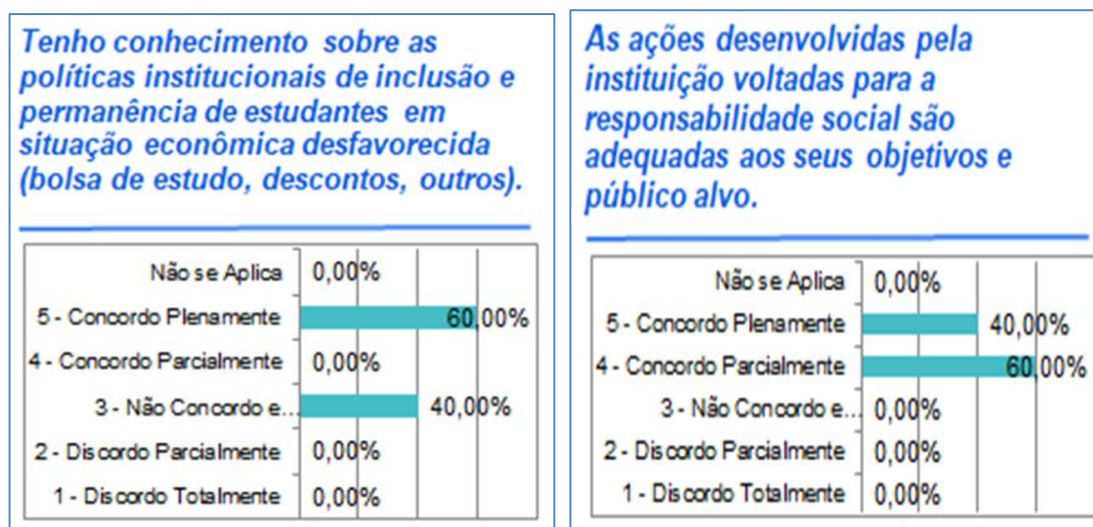 Tenho conhecimento sobre as
políticas institucionais de inclusão e
permanência de estudantes em
situação econômica desfavorecida
(bolsa de estudo, descontos, outros).
Não se Aplica 0,00%
5 - Concordo Plenamente 60,00%
4 - Concordo Parcialmente 0,00%
3 - Não Concordo e... 40,00%
2 - Discordo Parcialmente 0,00%
1 - Discordo Totalmente 0,00%
As ações desenvolvidas pela
instituição voltadas para a
responsabilidade social são
adequadas aos seus objetivos e
público alvo.
Não se Aplica 0,00%
5 - Concordo Plenamente 40,00%
4 - Concordo Parcialmente 60,00%
3 - Não Concordo e... 0,00%
2 - Discordo Parcialmente 0,00%
1 - Discordo Totalmente 0,00%